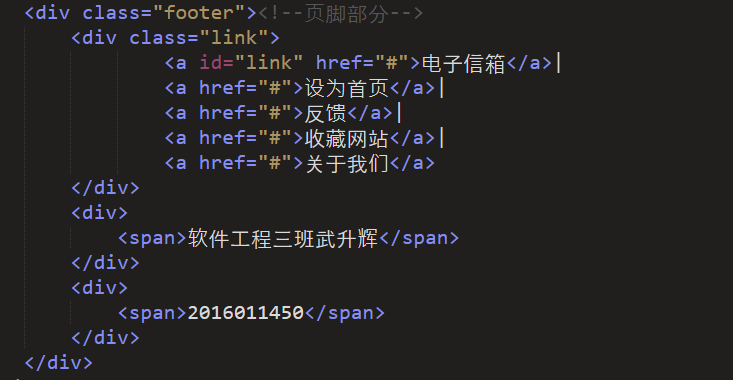 <div class="footer"><!--页脚部分-->
<div class="link">
<a id="link" href="#">电子信箱</a>|
<a href="#">设为首页</a>|
<a href="#">反馈</a>|
<a href="#">收藏网站</a>|
<a href="#">关于我们</a>
</div>
<div>
<span>软件工程三班武升辉</span>
</div>
<div>
<span>2016011450</span>
</div>
</div>